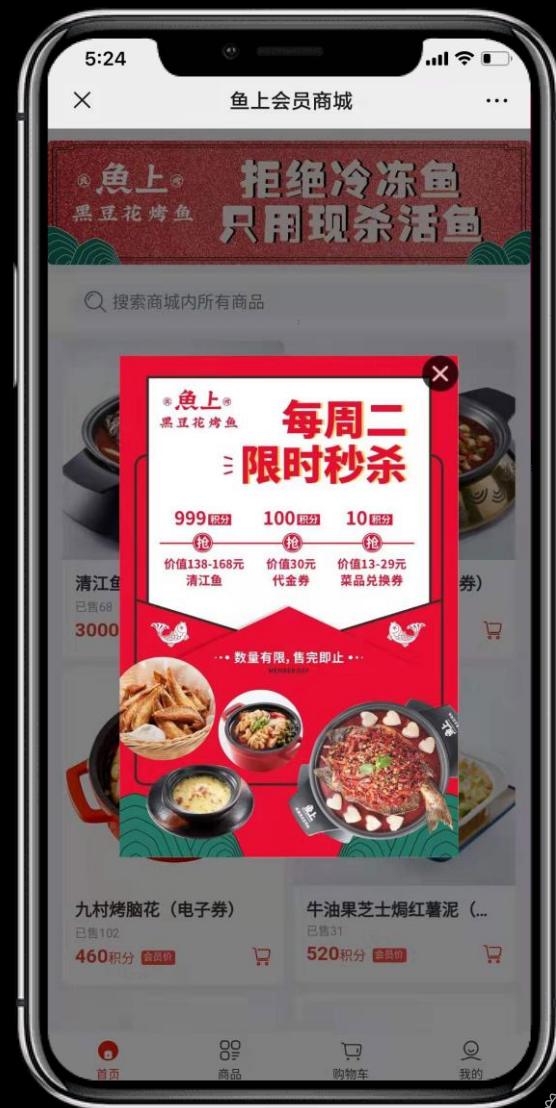 5:24
鱼上会员商城
魚上
黑豆花烤鱼
拒绝冷冻鱼
只用现杀活鱼
搜索商城内所有商品
魚上
黑豆花烤鱼
每周二
限时秒杀
999积分 100积分 10积分
抢 抢 抢
价值138-168元 价值30元 价值13-29元
清江鱼 代金券 菜品兑换券
数量有限,售完即止
MEMBER DAY
魚上
清江鱼
券）
已售68
3000
九村烤脑花（电子券）
已售102
460积分 会员价
牛油果芝士焗红薯泥（...
已售31
520积分 会员价
首页 商品 购物车 我的